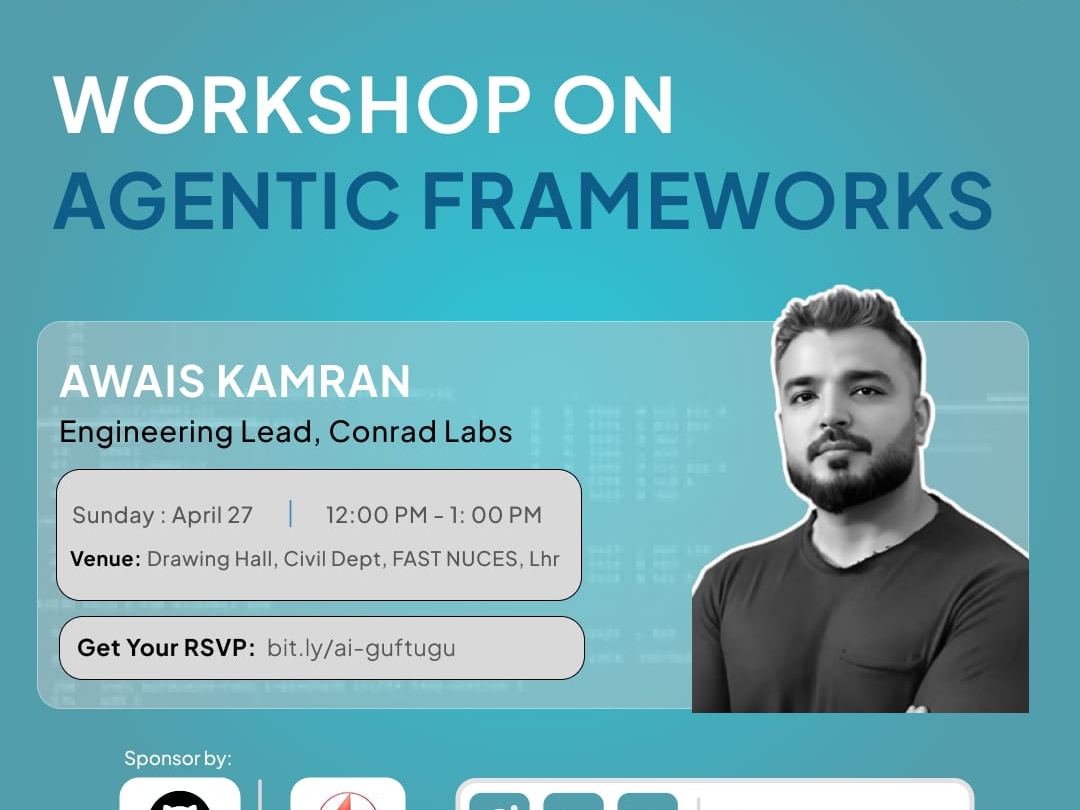 WORKSHOP ON
AGENTIC FRAMEWORKS
AWAIS KAMRAN
Engineering Lead, Conrad Labs
Sunday : April 27 | 12:00 PM - 1: 00 PM
Venue: Drawing Hall, Civil Dept, FAST NUCES, Lhr
Get Your RSVP: bit.ly/ai-guftugu
Sponsor by: